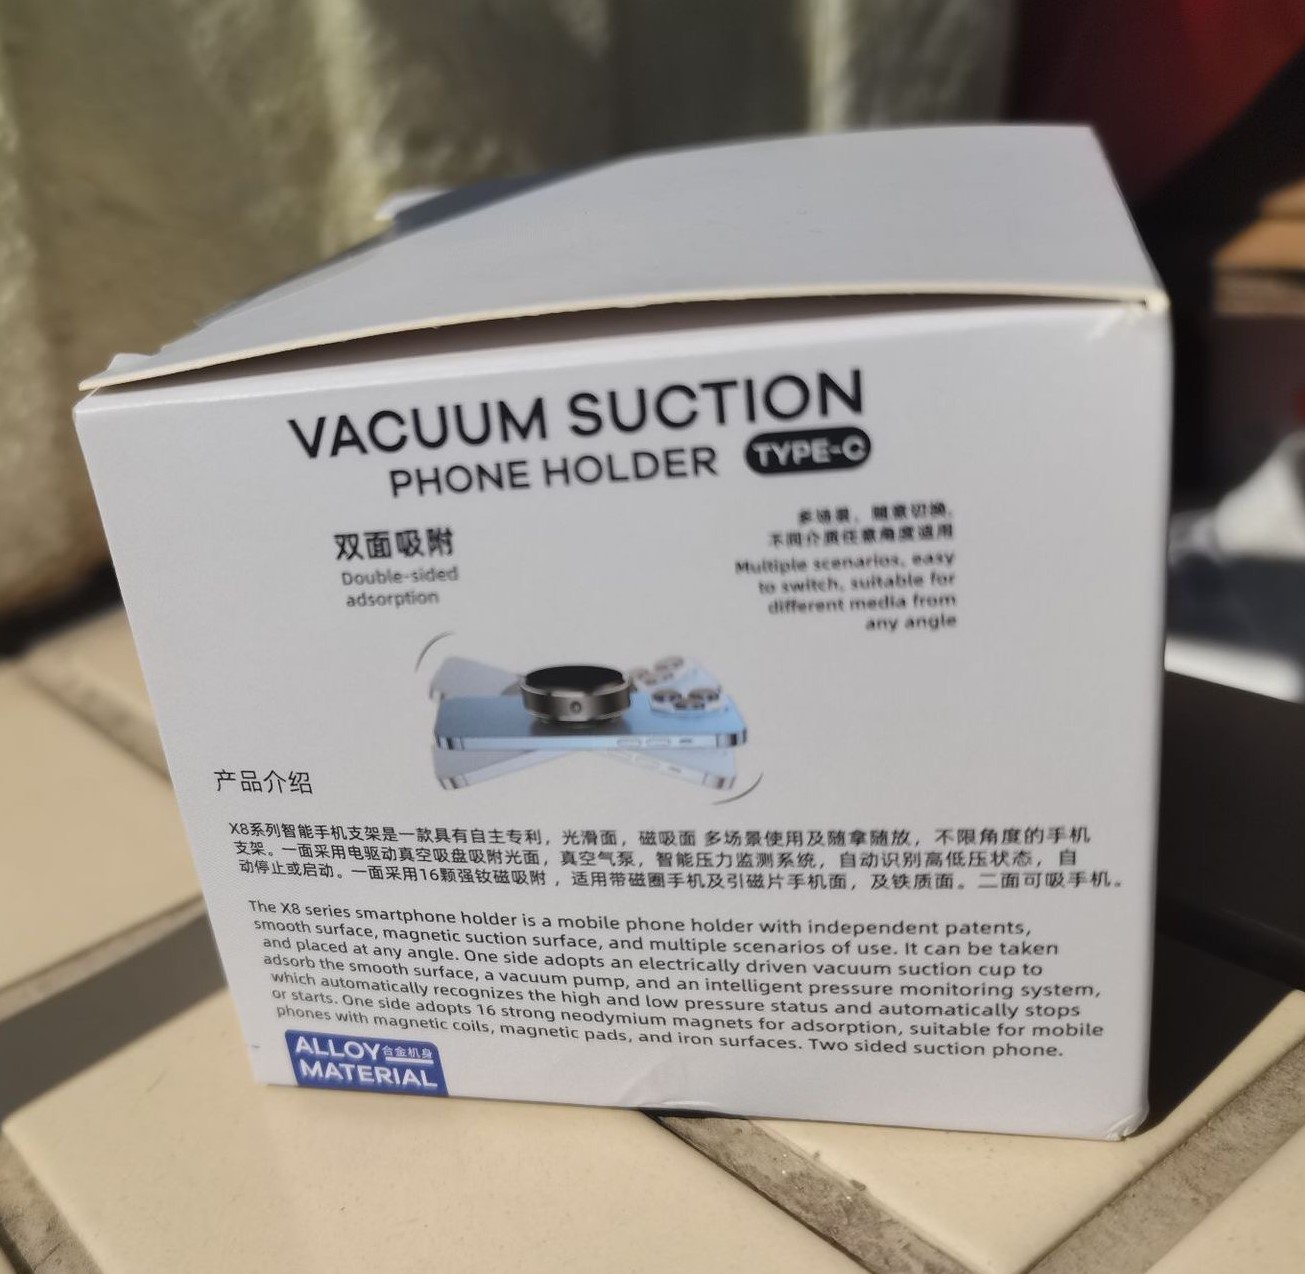 VACUUM SUCTION
PHONE HOLDER TYPE-C
双面吸附
Double-sided
adsorption
多场景，随意切换，
不同介质任意角度适用
Multiple scenarios, easy
to switch, suitable for
different media from
any angle
产品介绍
X8系列智能手机支架是一款具有自主专利，光滑面，磁吸面 多场景使用及随拿随放，不限角度的手机
支架。一面采用电驱动真空吸盘吸附光面，真空气泵，智能压力监测系统，自动识别高低压状态，自
动停止或启动。一面采用16颗强钕磁吸附，适用带磁圈手机及引磁片手机面，及铁质面。二面可吸手机。
The X8 series smartphone holder is a mobile phone holder with independent patents,
smooth surface, magnetic suction surface, and multiple scenarios of use. It can be taken
and placed at any angle. One side adopts an electrically driven vacuum suction cup to
adsorb the smooth surface, a vacuum pump, and an intelligent pressure monitoring system,
which automatically recognizes the high and low pressure status and automatically stops
or starts. One side adopts 16 strong neodymium magnets for adsorption, suitable for mobile
phones with magnetic coils, magnetic pads, and iron surfaces. Two sided suction phone.
ALLOY 合金机身
MATERIAL